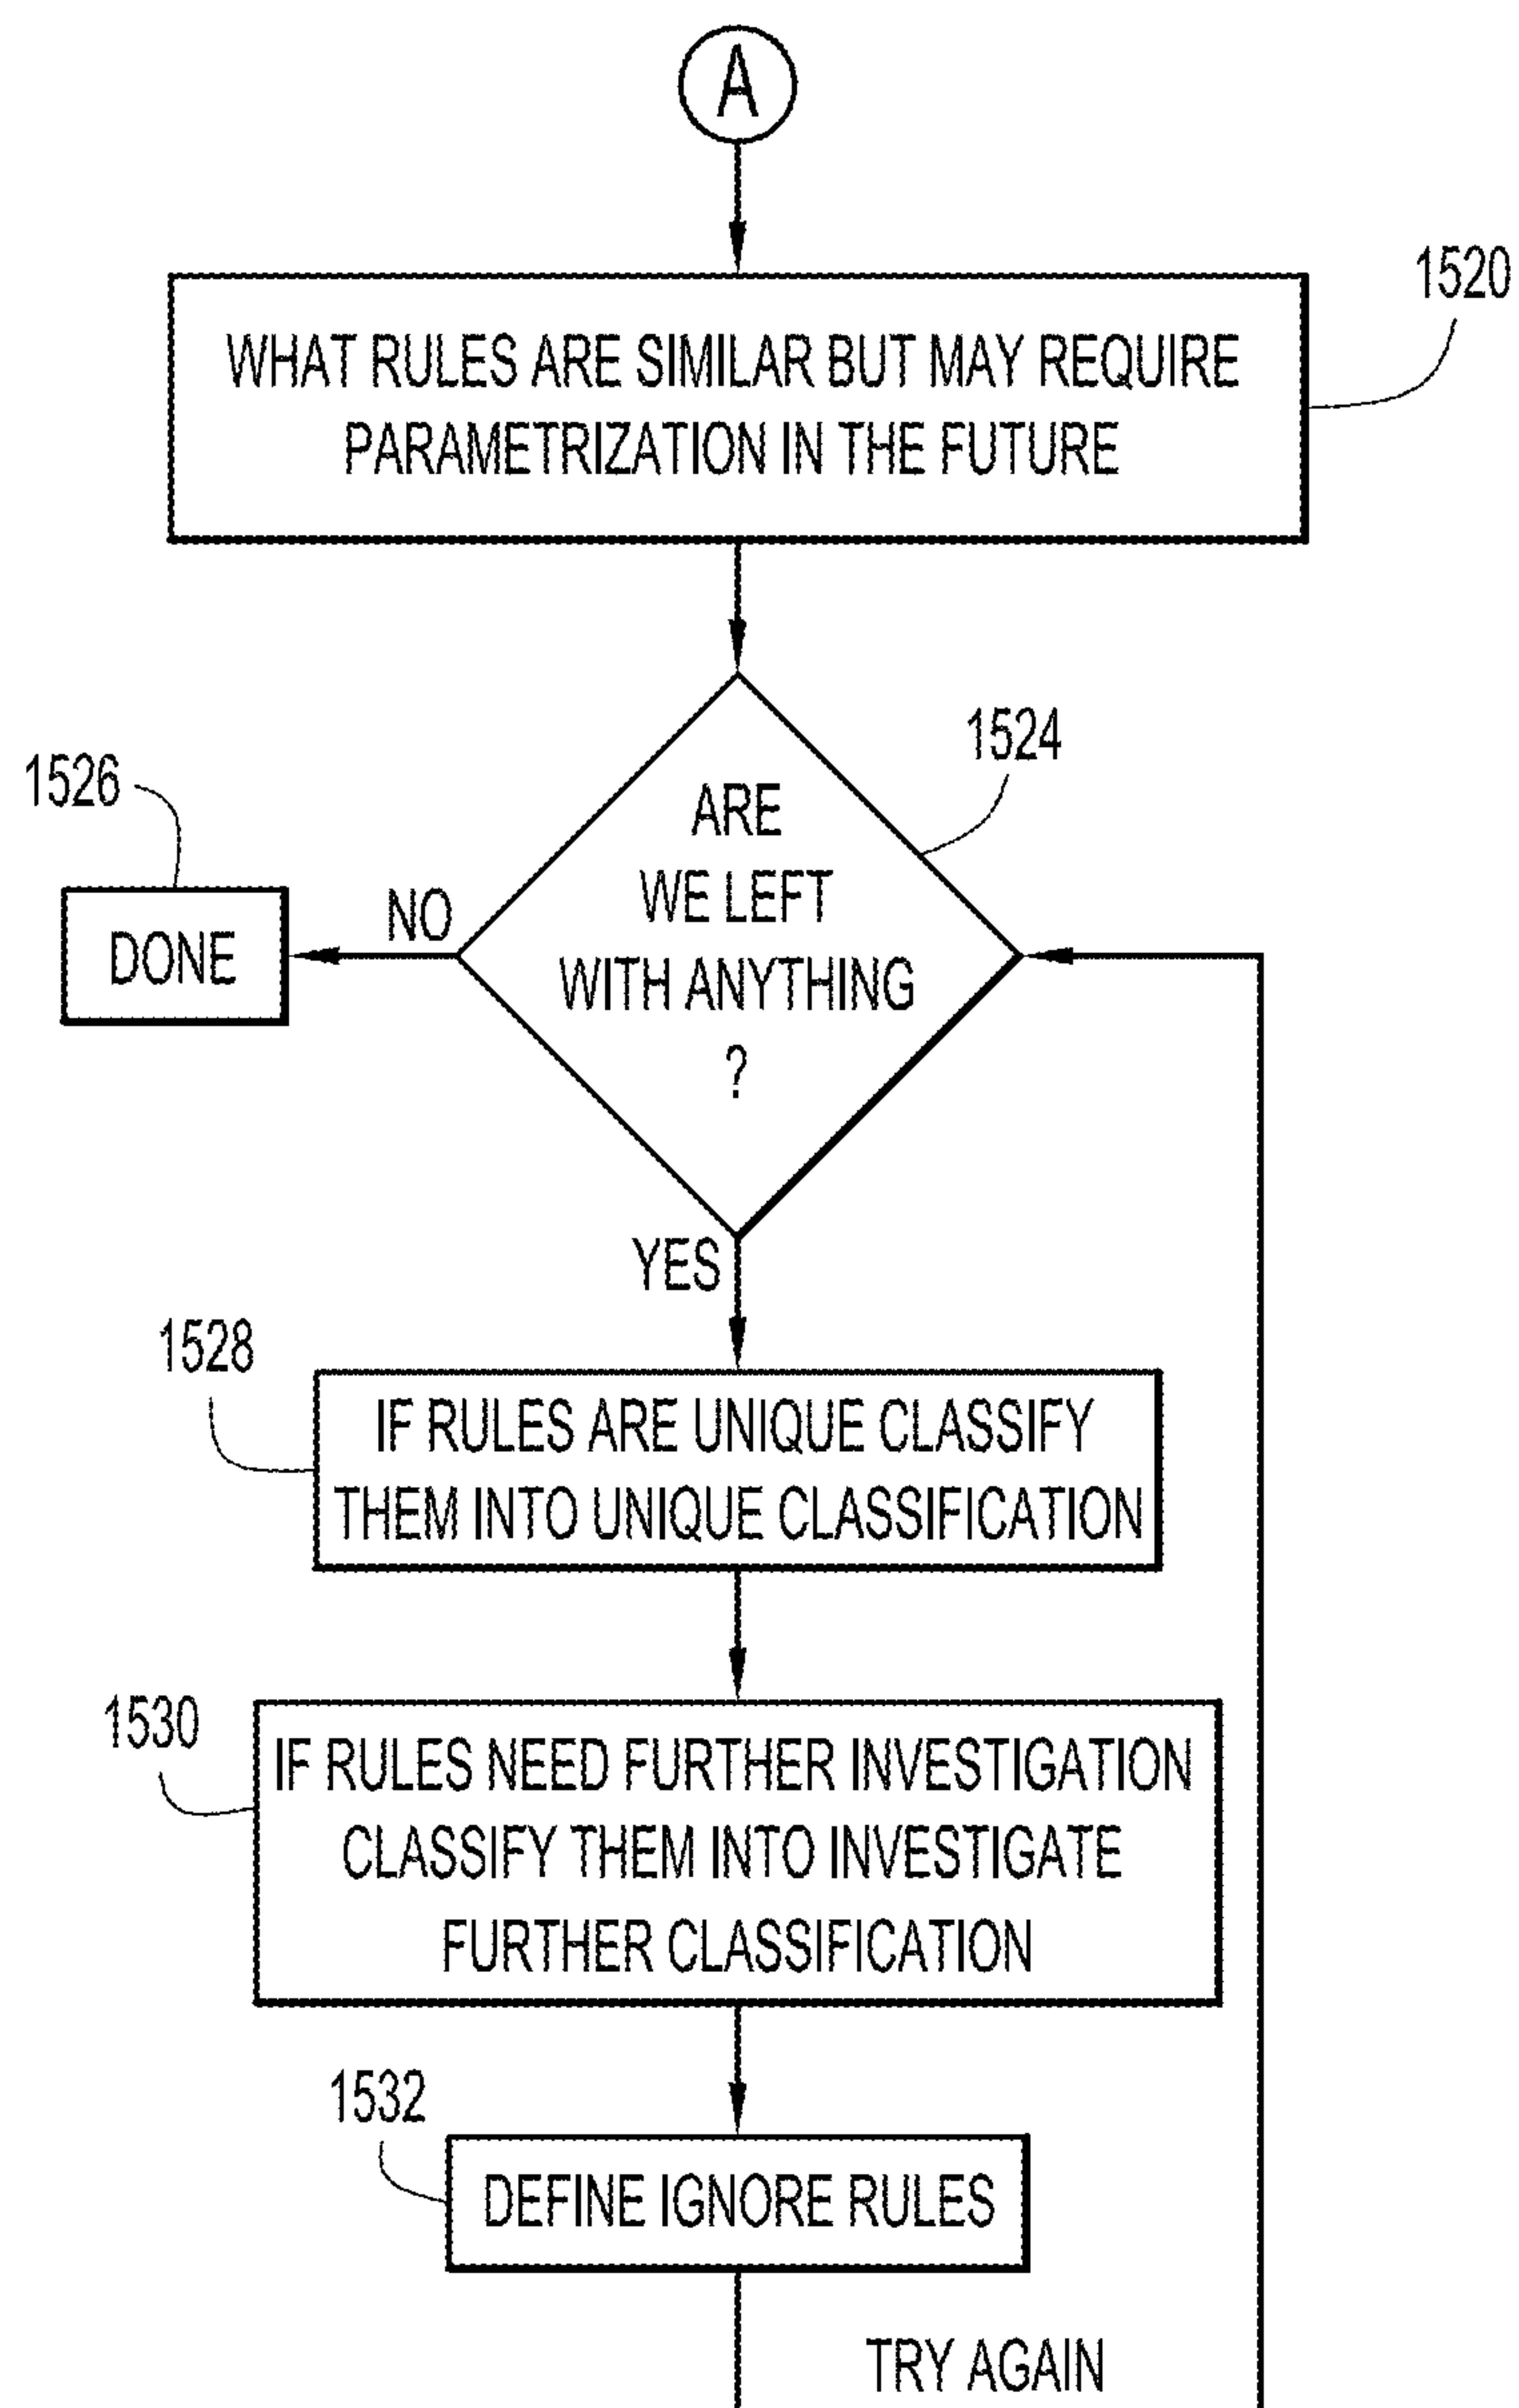 A
1520
WHAT RULES ARE SIMILAR BUT MAY REQUIRE
PARAMETRIZATION IN THE FUTURE
1524
1526
ARE
WE LEFT
WITH ANYTHING
?
NO
DONE
YES
1528
IF RULES ARE UNIQUE CLASSIFY
THEM INTO UNIQUE CLASSIFICATION
1530
IF RULES NEED FURTHER INVESTIGATION
CLASSIFY THEM INTO INVESTIGATE
FURTHER CLASSIFICATION
1532
DEFINE IGNORE RULES
TRY AGAIN